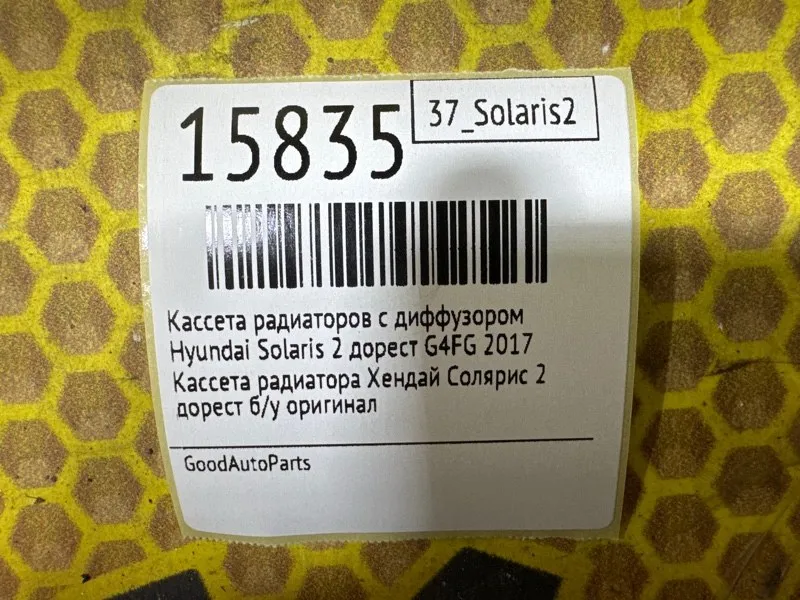 15835
37_Solaris2
Кассета радиаторов с диффузором
Hyundai Solaris 2 дорест G4FG 2017
Кассета радиатора Хендай Солярис 2
дорест б/у оригинал
GoodAutoParts